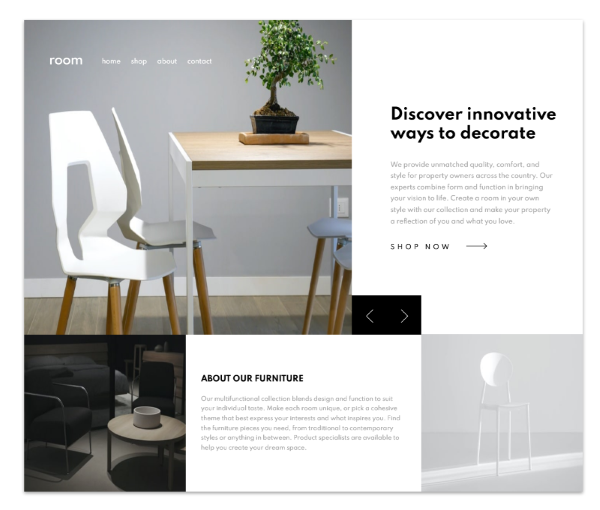 room
home shop about contact
Discover innovative
ways to decorate
We provide unmatched quality, comfort, and
style for property owners across the country. Our
experts combine form and function in bringing
your vision to life. Create a room in your own
style with our collection and make your property
a reflection of you and what you love.
SHOP NOW
ABOUT OUR FURNITURE
Our multifunctional collection blends design and function to suit
your individual taste. Make each room unique, or pick a cohesive
theme that best express your interests and what inspires you. Find
the furniture pieces you need, from traditional to contemporary
styles or anything in between. Product specialists are available to
help you create your dream space.